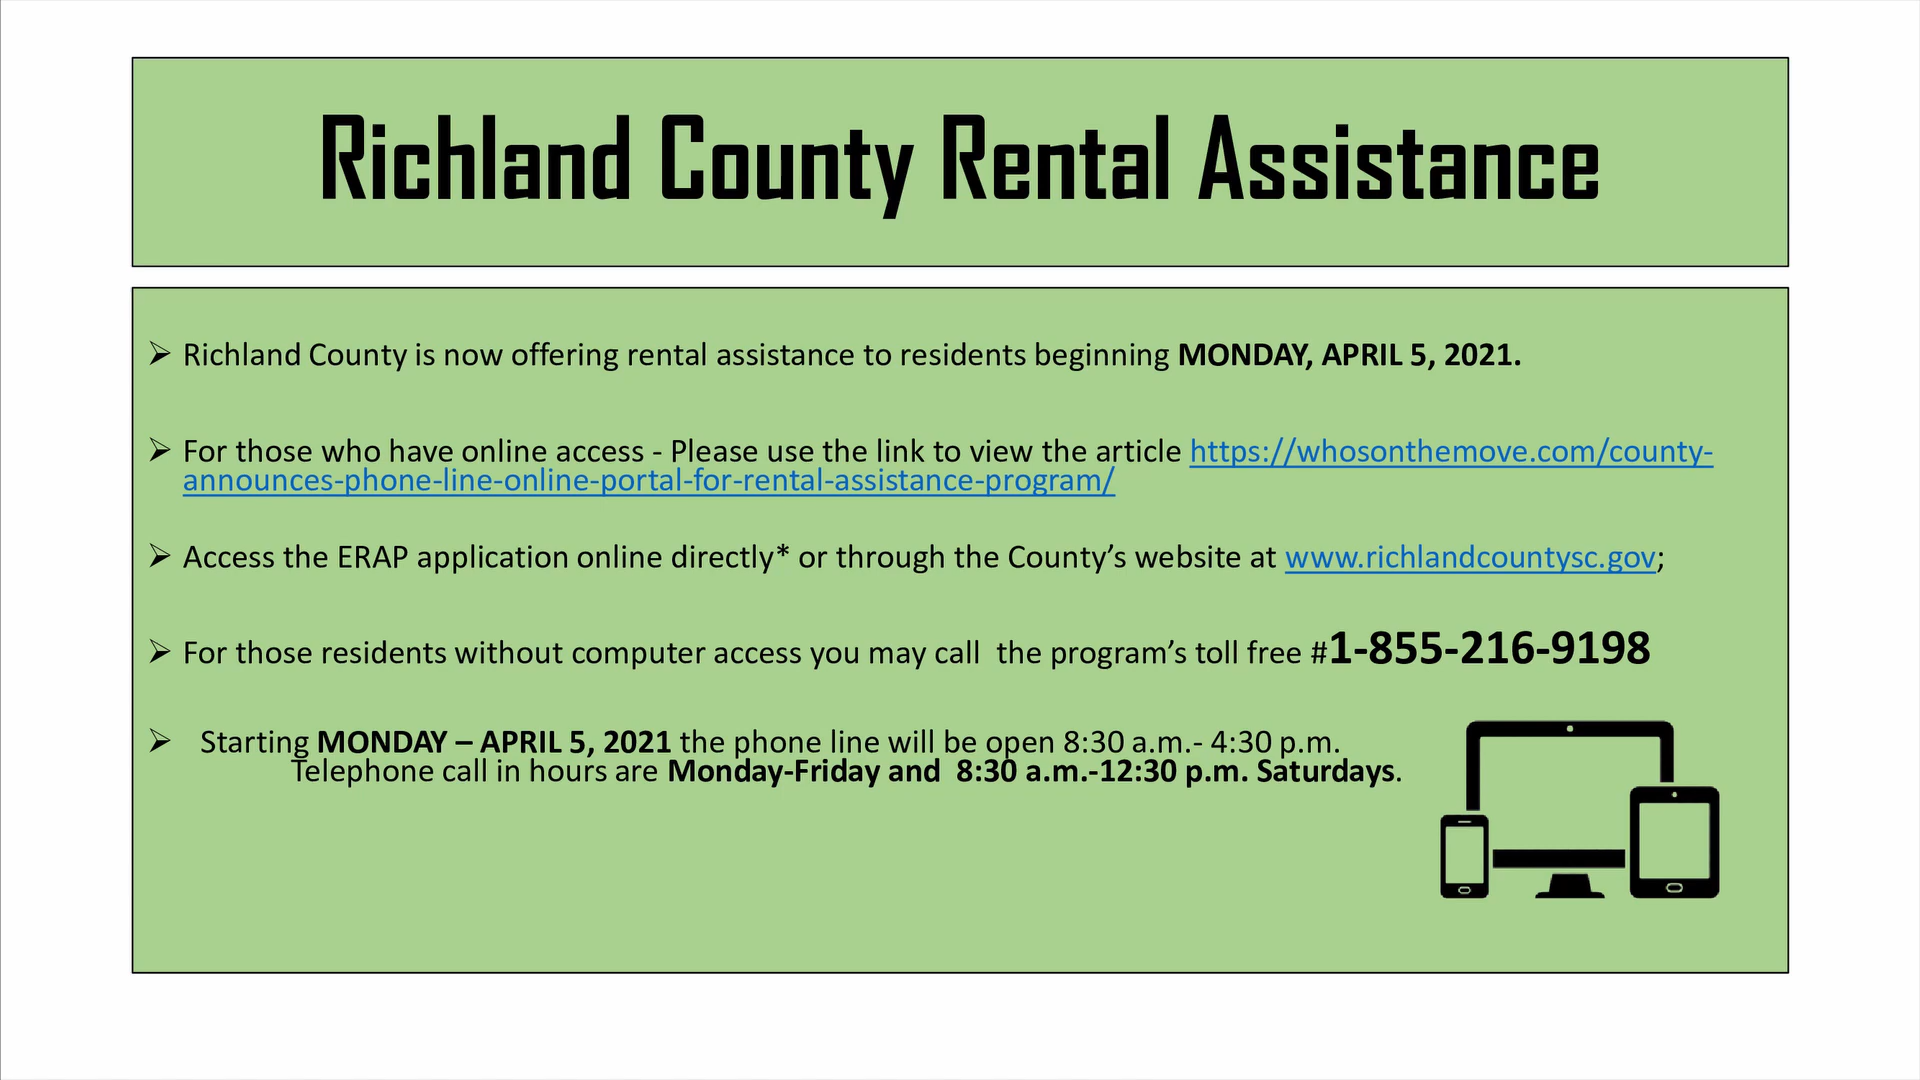 Richland County Rental Assistance
➢ Richland County is now offering rental assistance to residents beginning MONDAY, APRIL 5, 2021.
➢ For those who have online access - Please use the link to view the article https://whosonthemove.com/county-
announces-phone-line-online-portal-for-rental-assistance-program/
➢ Access the ERAP application online directly* or through the County’s website at www.richlandcountysc.gov;
➢ For those residents without computer access you may call  the program’s toll free #1-855-216-9198
➢ Starting MONDAY – APRIL 5, 2021 the phone line will be open 8:30 a.m.- 4:30 p.m.
Telephone call in hours are Monday-Friday and  8:30 a.m.-12:30 p.m. Saturdays.